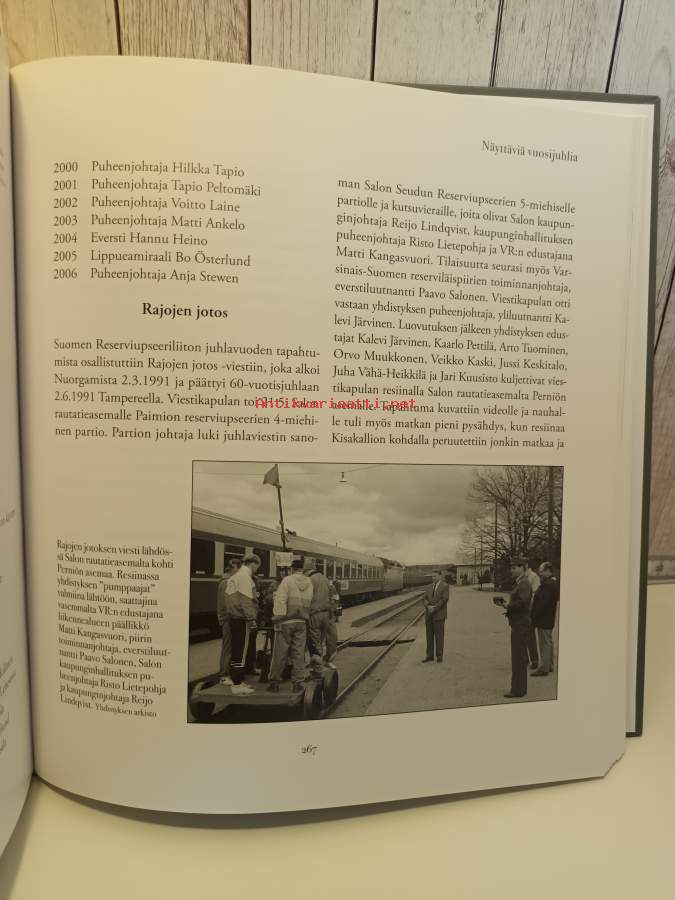 Näyttäviä vuosijuhlia
2000 Puheenjohtaja Hilkka Tapio
2001 Puheenjohtaja Tapio Peltomäki
2002 Puheenjohtaja Voitto Laine
2003 Puheenjohtaja Matti Ankelo
2004 Eversti Hannu Heino
2005 Lippueamiraali Bo Österlund
2006 Puheenjohtaja Anja Stewen
Rajojen jotos
Suomen Reserviupseeriliiton juhlavuoden tapahtu-
mista osallistuttiin Rajojen jotos -viestiin, joka alkoi
Nuorgamista 2.3.1991 ja päättyi 60-vuotisjuhlaan
2.6.1991 Tampereella. Viestikapulan toi
rautatieasemalle Paimion reserviupseerien 4-miehi-
nen partio. Partion johtaja luki juhlaviestin sano-
man Salon Seudun Reserviupseerien 5-miehiselle
partiolle ja kutsuvieraille, joita olivat Salon kaupun-
ginjohtaja Reijo Lindqvist, kaupunginhallituksen
puheenjohtaja Risto Lietepohja ja VR:n edustajana
Matti Kangasvuori. Tilaisuutta seurasi myös Var-
sinais-Suomen reserviläispiirien toiminnanjohtaja,
everstiluutnantti Paavo Salonen. Viestikapulan otti
vastaan yhdistyksen puheenjohtaja, yliluutnantti Ka-
levi Järvinen. Luovutuksen jälkeen yhdistyksen edus-
tajat Kalevi Järvinen, Kaarlo Pettilä, Arto Tuominen,
Orvo Muukkonen, Veikko Kaski, Jussi Keskitalo,
Juha Vähä-Heikkilä ja Jari Kuusisto kuljettivat vies-
tikapulan resiinalla Salon rautatieasemalta Perniön
asemalle. Tapahtuma kuvattiin videolle ja nauhal-
le tuli myös matkan pieni pysähdys, kun resiinaa
Kisakallion kohdalla peruutettiin jonkin matkaa ja
Antikvariaatti.net
Rajojen jotoksen viesti lähdös-
sä Salon rautatieasemalta kohti
Perniön asemaa. Resiinassa
yhdistyksen "pumppaajat"
valmiina lähtöön, saattajina
vasemmalta VR:n edustajana
liikennealueen päällikkö
Matti Kangasvuori, piirin
toiminnanjohtaja, everstiluut-
nantti Paavo Salonen, Salon
kaupunginhallituksen pu-
heenjohtaja Risto Lietepohja
ja kaupunginjohtaja Reijo
Lindqvist. Yhdistyksen arkisto
267